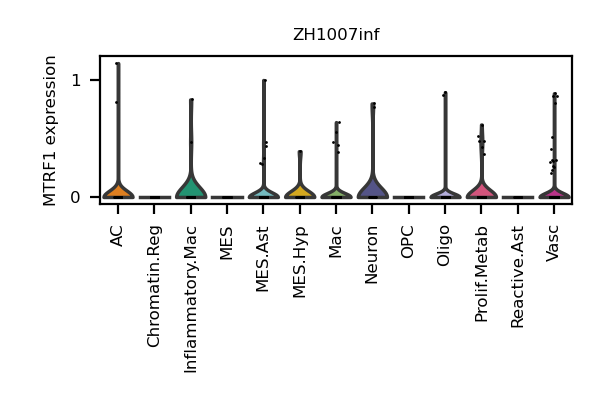 ZH1007inf
MTRF1 expression
1
0
AC
Chromatin.Reg
Inflammatory.Mac
MES
MES.Ast
MES.Hyp
Mac
Neuron
OPC
Oligo
Prolif.Metab
Reactive.Ast
Vasc